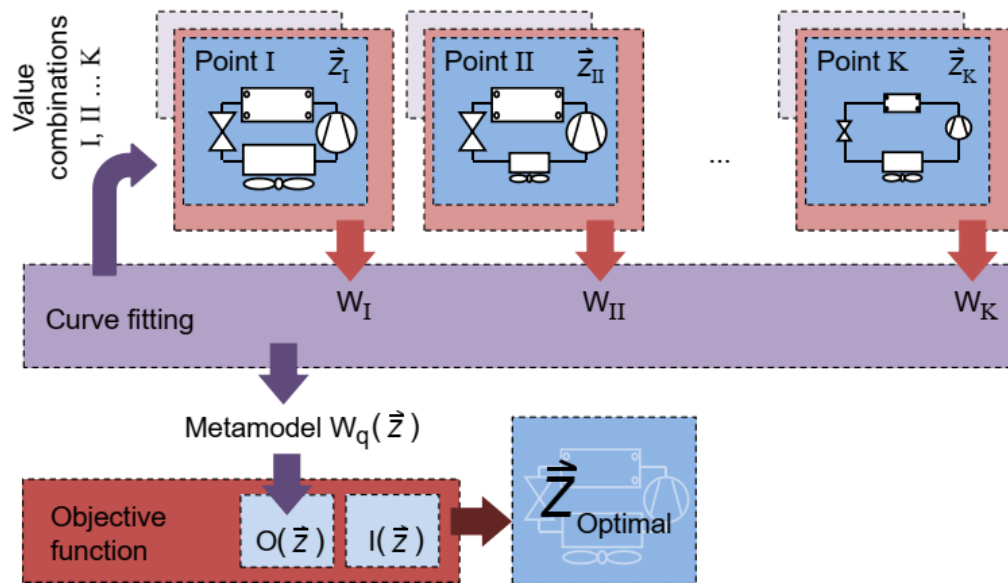 Value
combinations
I, II ... K
Point I
z⃗I
Point II
z⃗II
...
Point K
z⃗K
WI
WII
WK
Curve fitting
Metamodel Wq(z⃗)
Objective
function
O(z⃗)
I(z⃗)
z⃗Optimal